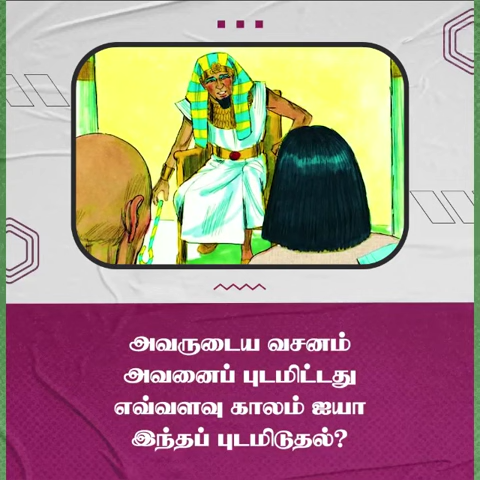 அவருடைய வசனம்
அவனைப் புடமிட்டது
எவ்வளவு காலம் ஐயா
இந்தப் புடமிடுதல்?